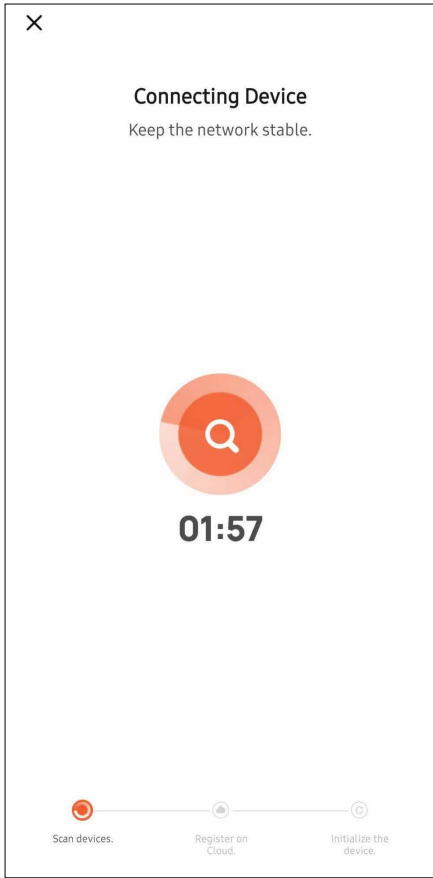 Connecting Device
Keep the network stable.
01:57
Scan devices.
Register on
Cloud.
Initialize the
device.